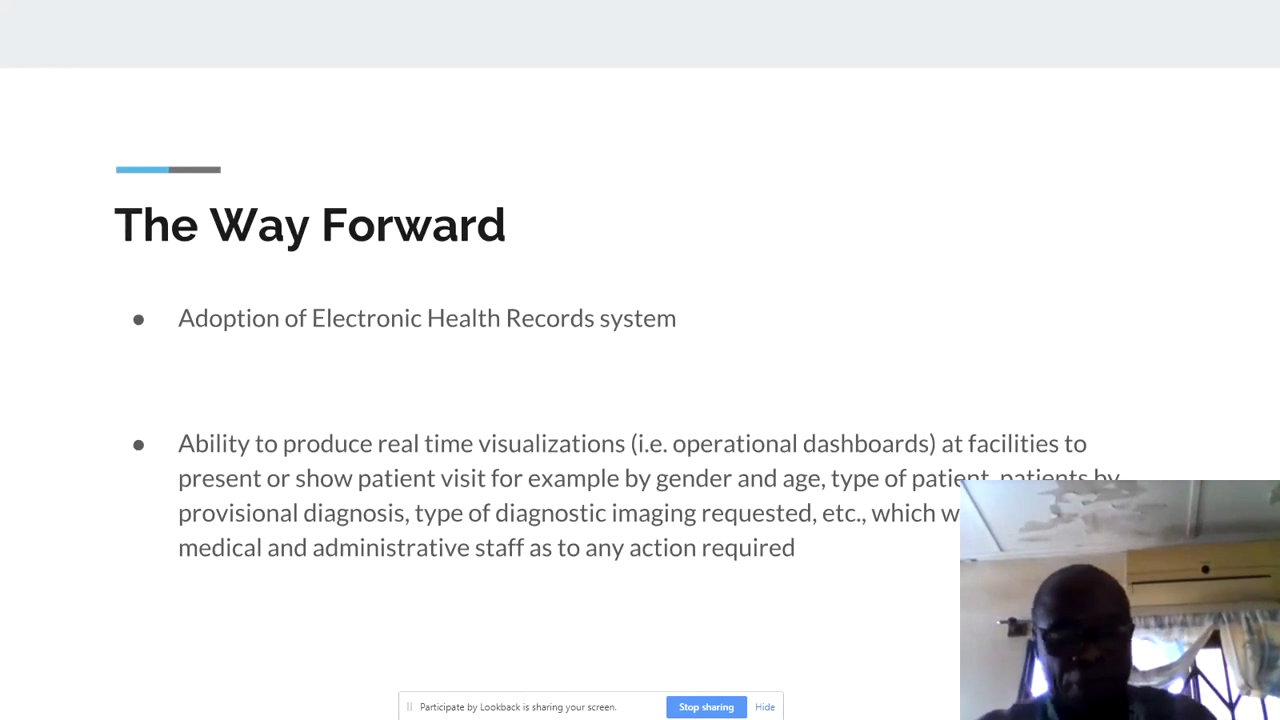 The Way Forward
● Adoption of Electronic Health Records system
● Ability to produce real time visualizations (i.e. operational dashboards) at facilities to
present or show patient visit for example by gender and age, type of patient, patients by
provisional diagnosis, type of diagnostic imaging requested, etc., which
medical and administrative staff as to any action required
Participate by Lookback is sharing your screen. Stop sharing Hide